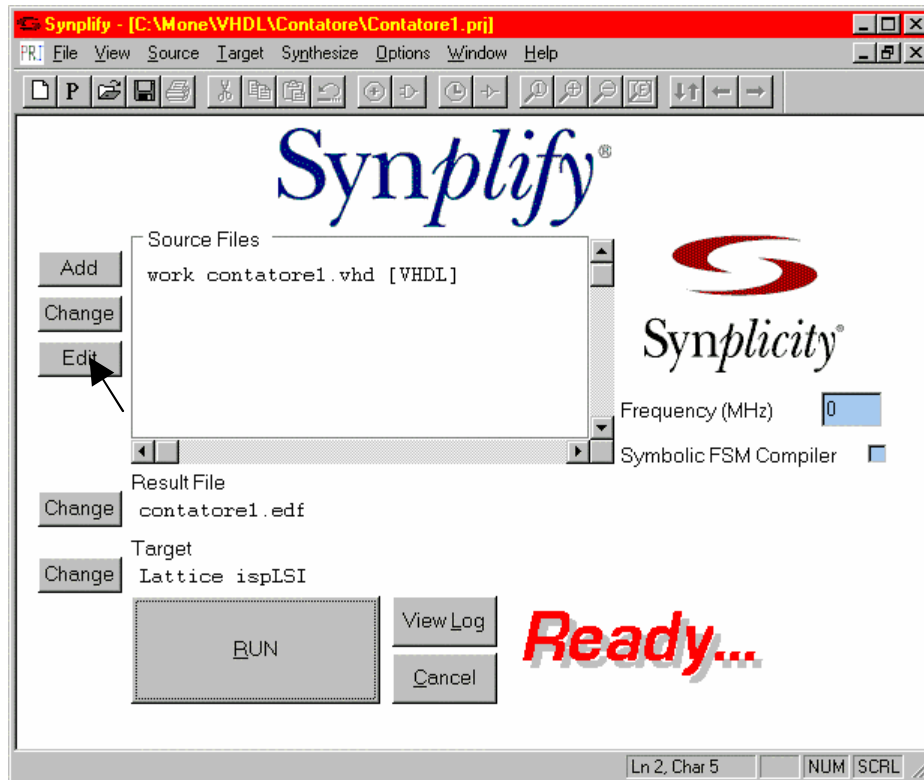 Synplify - [C:\Mone\VHDL\Contatore\Contatore1.prj]
PRJ File View Source Target Synthesize Options Window Help
P
Synplify®
Source Files
Add
work contatore1.vhd [VHDL]
Change
Edit
Synplicity®
Frequency (MHz) 0
Symbolic FSM Compiler
Result File
Change contatore1.edf
Target
Change Lattice ispLSI
RUN
View Log
Cancel
Ready...
Ln 2, Char 5 NUM SCRL